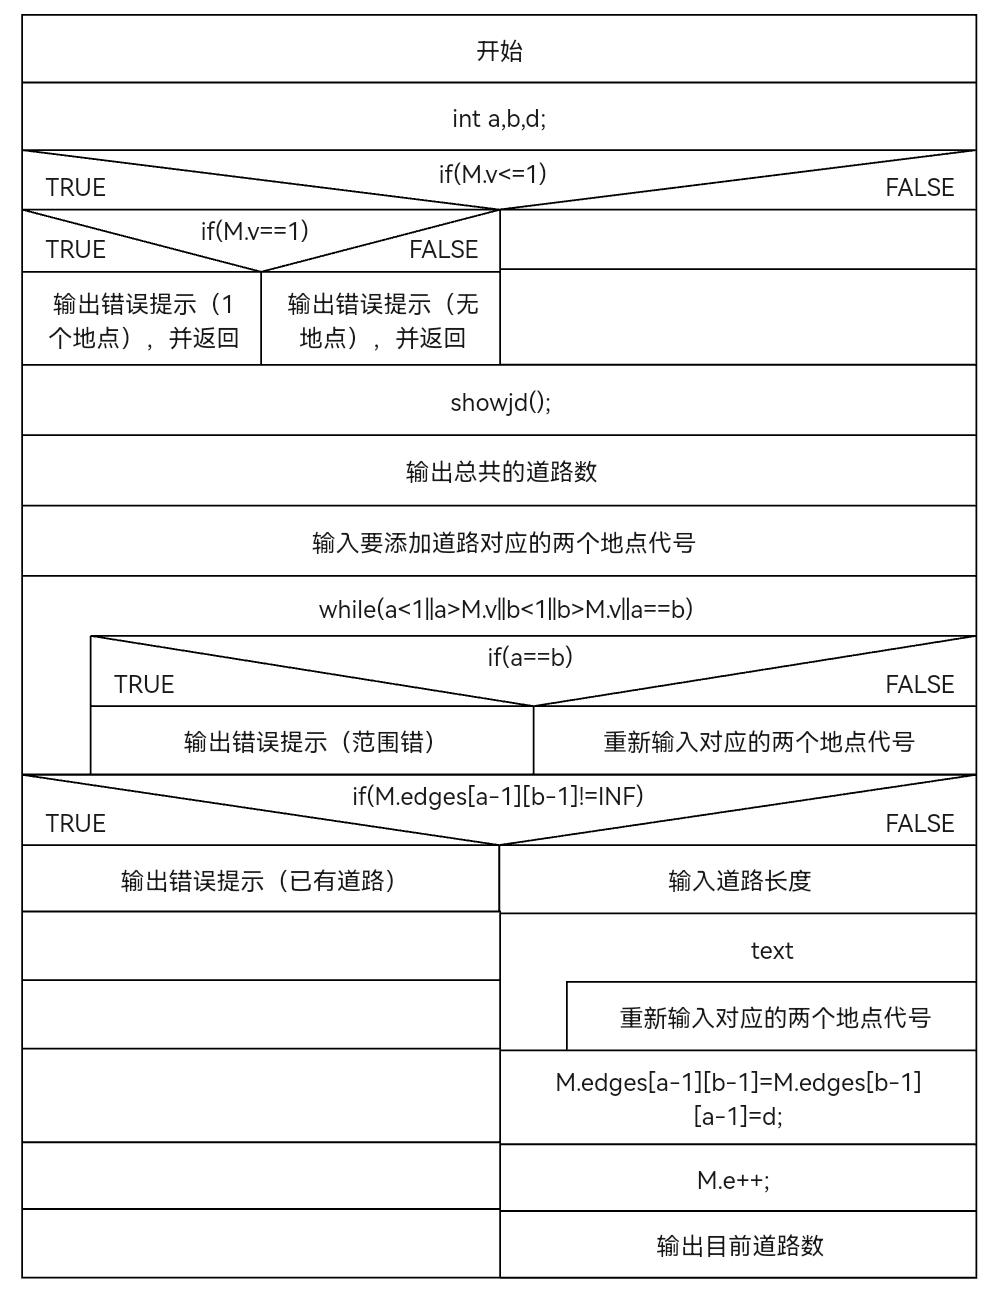 开始
int a,b,d;
if(M.v<=1)
TRUE
FALSE
if(M.v==1)
TRUE
FALSE
输出错误提示（1
个地点），并返回
输出错误提示（无
地点），并返回
showjd();
输出总共的道路数
输入要添加道路对应的两个地点代号
while(a<1||a>M.v||b<1||b>M.v||a==b)
if(a==b)
TRUE
FALSE
输出错误提示（范围错）
重新输入对应的两个地点代号
if(M.edges[a-1][b-1]!=INF)
TRUE
FALSE
输出错误提示（已有道路）
输入道路长度
text
重新输入对应的两个地点代号
M.edges[a-1][b-1]=M.edges[b-1]
[a-1]=d;
M.e++;
输出目前道路数